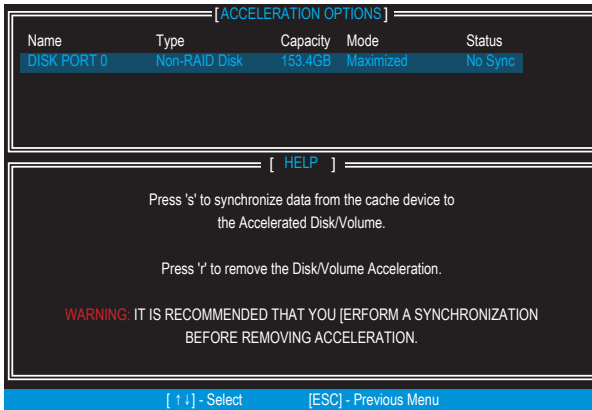 [ACCELERATION OPTIONS]
Name Type Capacity Mode Status
DISK PORT 0 Non-RAID Disk 153.4GB Maximized No Sync
[ HELP ]
Press 's' to synchronize data from the cache device to
the Accelerated Disk/Volume.
Press 'r' to remove the Disk/Volume Acceleration.
WARNING: IT IS RECOMMENDED THAT YOU [ERFORM A SYNCHRONIZATION
BEFORE REMOVING ACCELERATION.
[ ↑↓] - Select [ESC] - Previous Menu